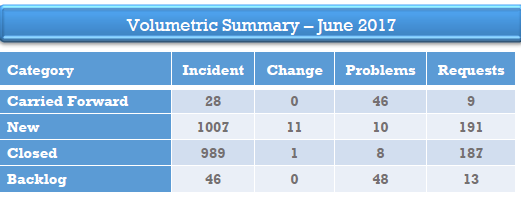 Volumetric Summary – June 2017
Category Incident Change Problems Requests
Carried Forward 28 0 46 9
New 1007 11 10 191
Closed 989 1 8 187
Backlog 46 0 48 13